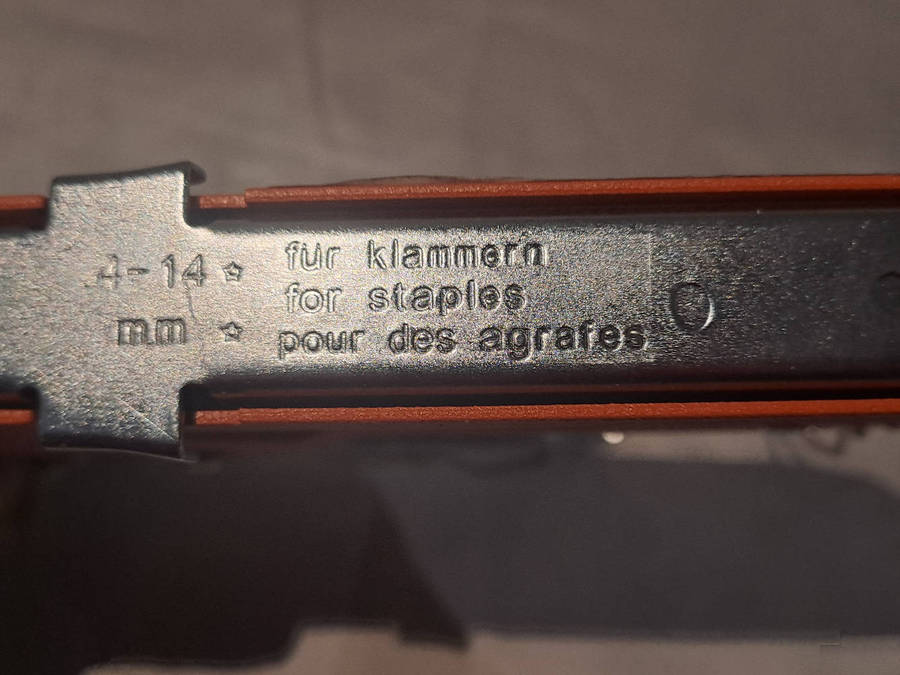 4-14 ☆ für klammern
for staples
mm ☆ pour des agrafes